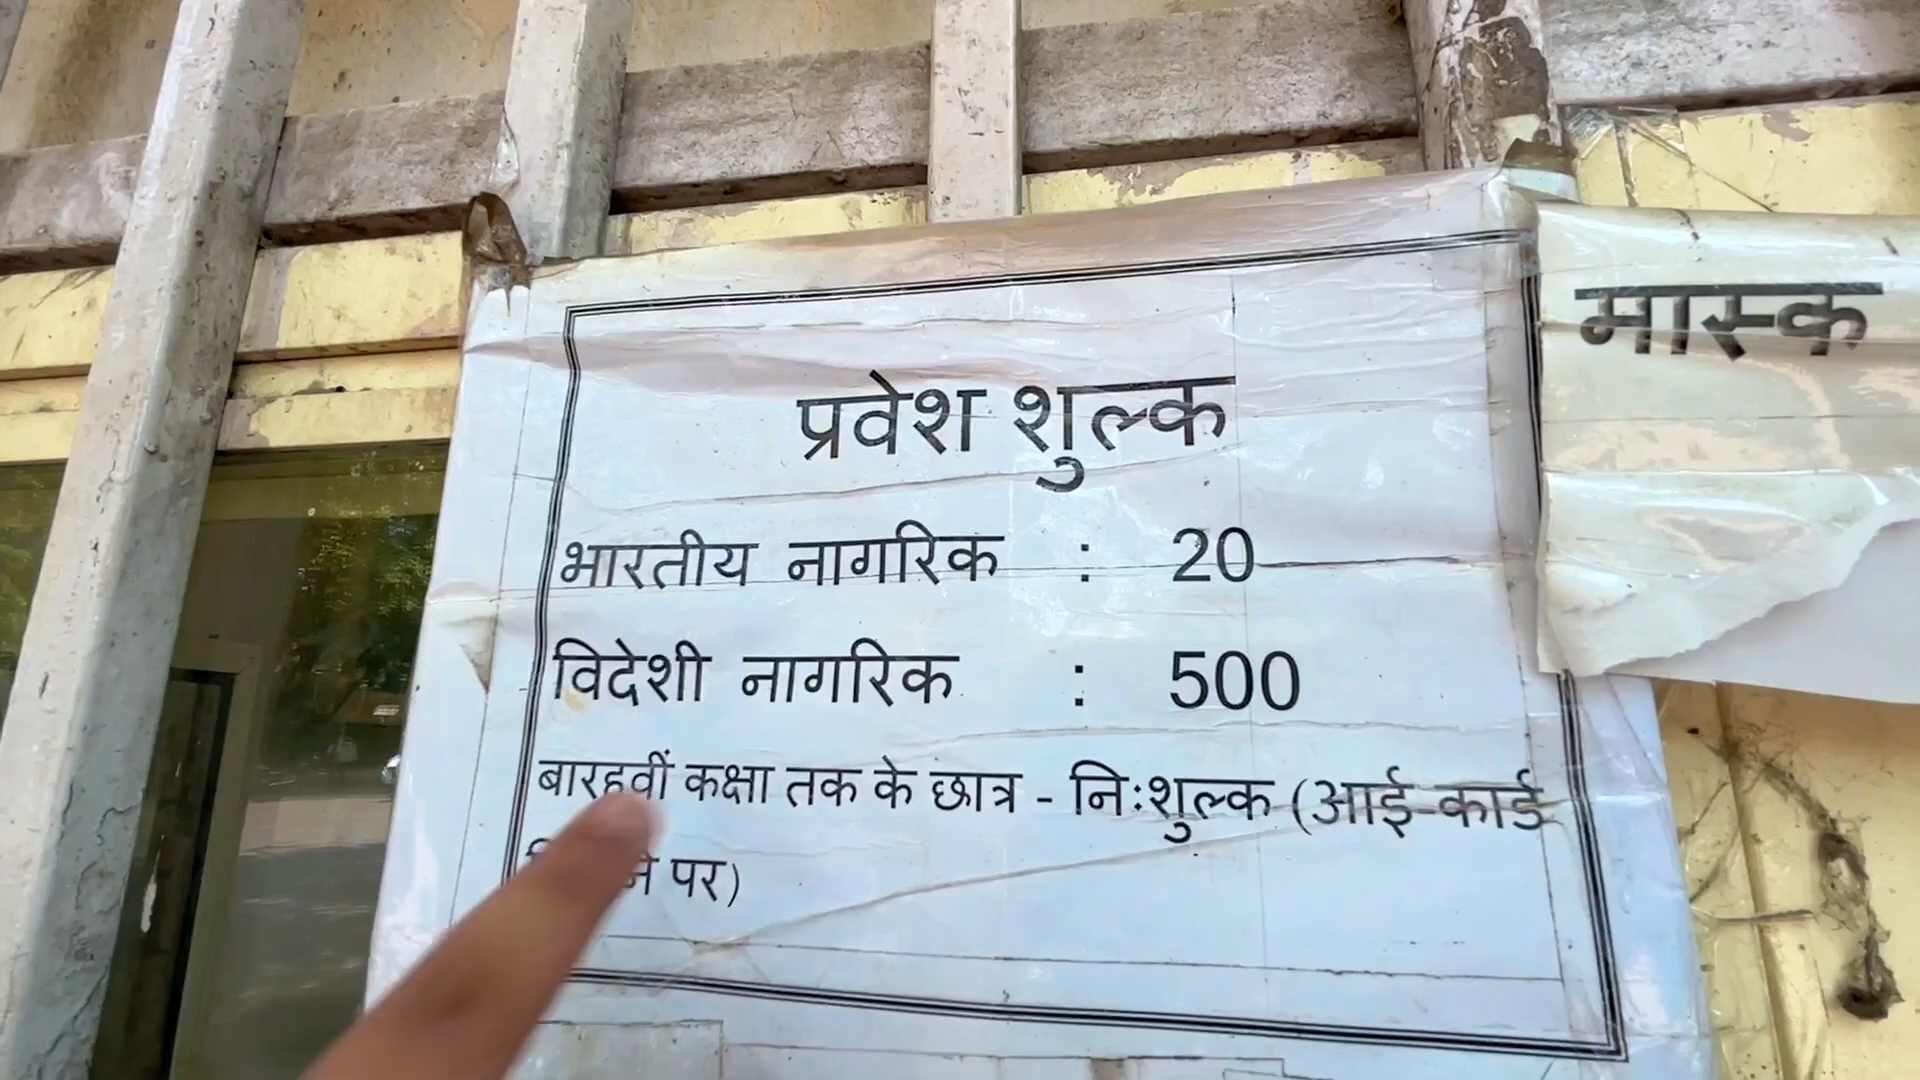 प्रवेश शुल्क
भारतीय नागरिक : 20
विदेशी नागरिक : 500
बारहवीं कक्षा तक के छात्र - निःशुल्क (आई-कार्ड
पर)
मास्क